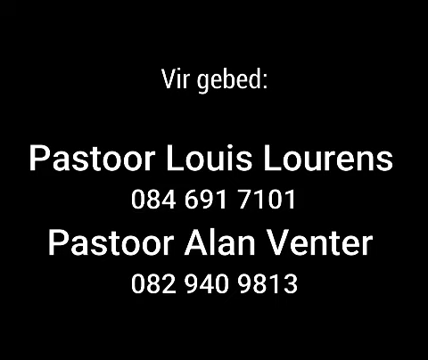 Vir gebed:
Pastoor Louis Lourens
084 691 7101
Pastoor Alan Venter
082 940 9813